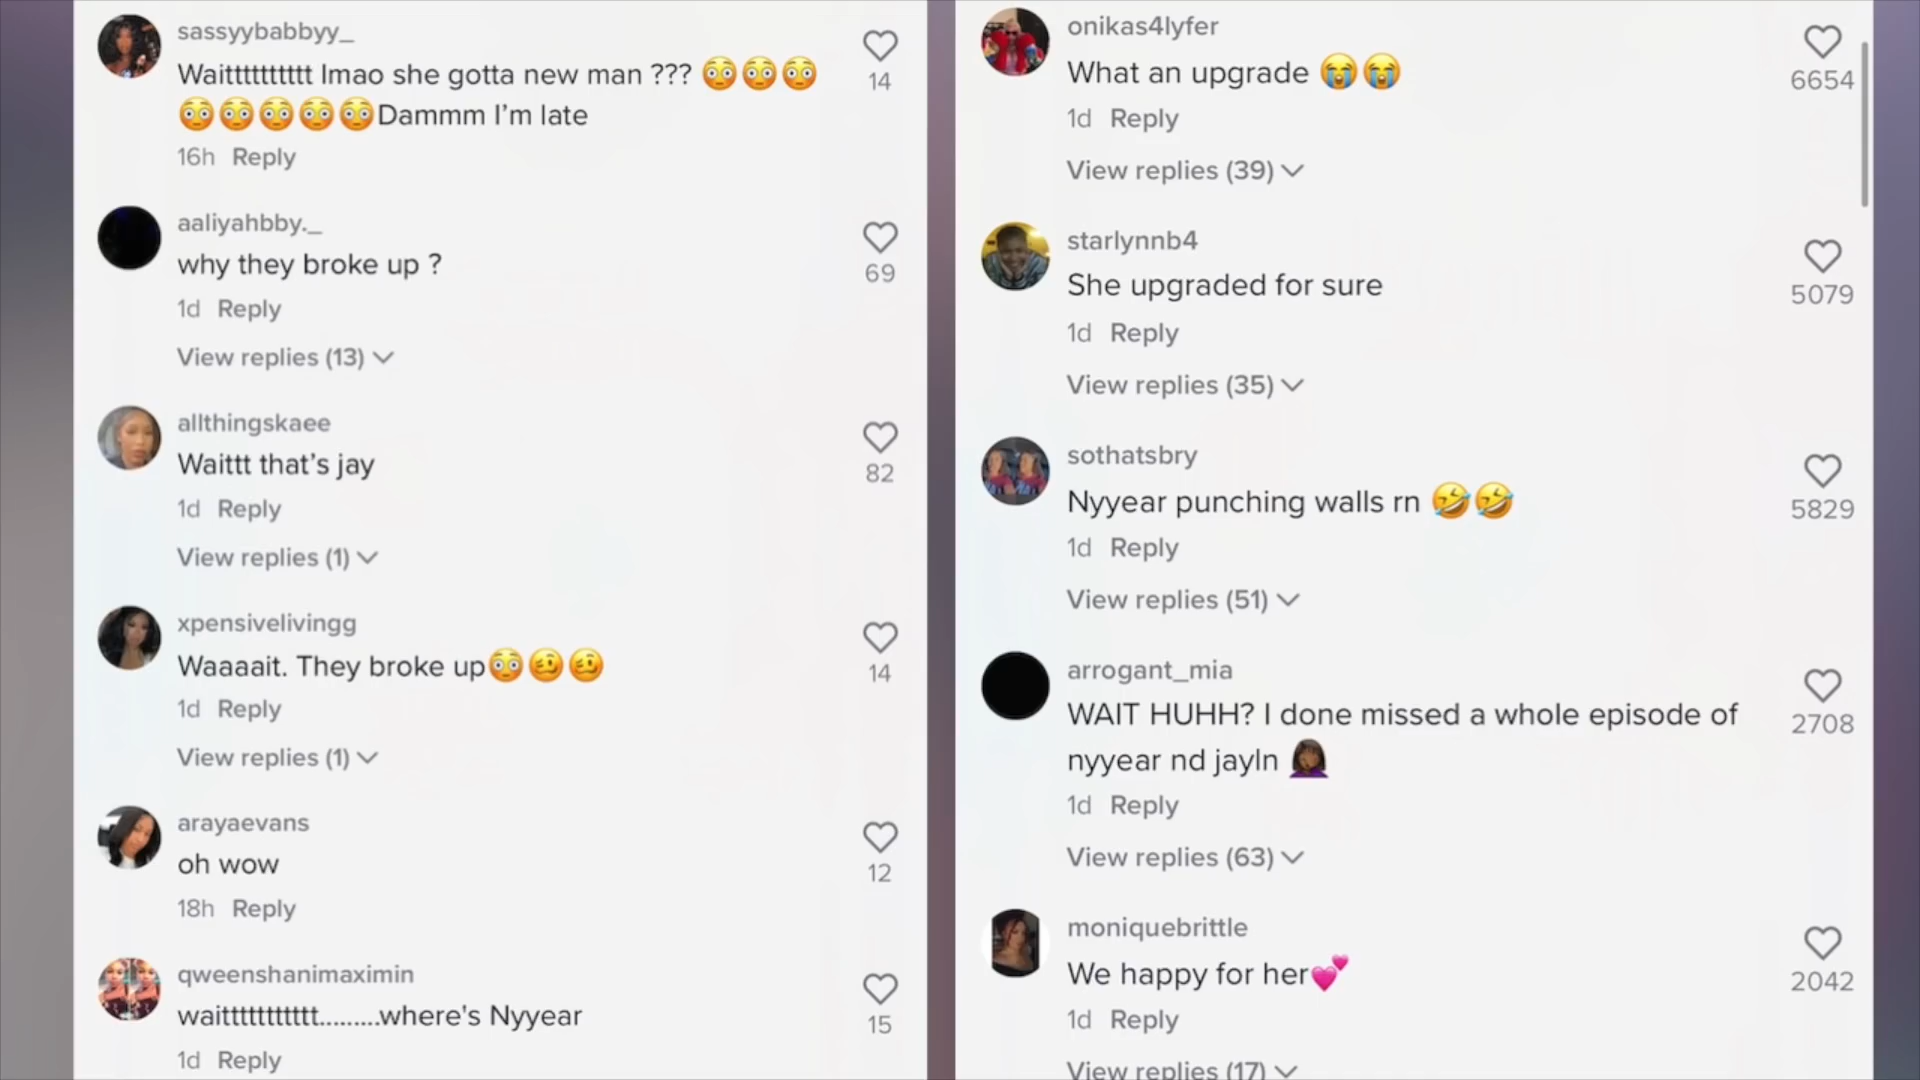 sassyybabbyy_
Waitttttttttt lmao she gotta new man ??? 😳😳😳
😳😳😳😳😳Dammm I’m late
14
16h Reply
aaliyahbby._
why they broke up ?
69
1d Reply
View replies (13)
allthingskaee
Waittt that’s jay
82
1d Reply
View replies (1)
xpensivelivingg
Waaaait. They broke up😳🥴🥴
14
1d Reply
View replies (1)
arayaevans
oh wow
12
18h Reply
qweenshanimaximin
waittttttttttt.........where's Nyyear
15
1d Reply
onikas4lyfer
What an upgrade 😭😭
6654
1d Reply
View replies (39)
starlynnb4
She upgraded for sure
5079
1d Reply
View replies (35)
sothatsbry
Nyyear punching walls rn 🤣🤣
5829
1d Reply
View replies (51)
arrogant_mia
WAIT HUHH? I done missed a whole episode of
nyyear nd jayln 🤦🏾‍♀️
2708
1d Reply
View replies (63)
moniquebrittle
We happy for her💕
2042
1d Reply
View replies (17)